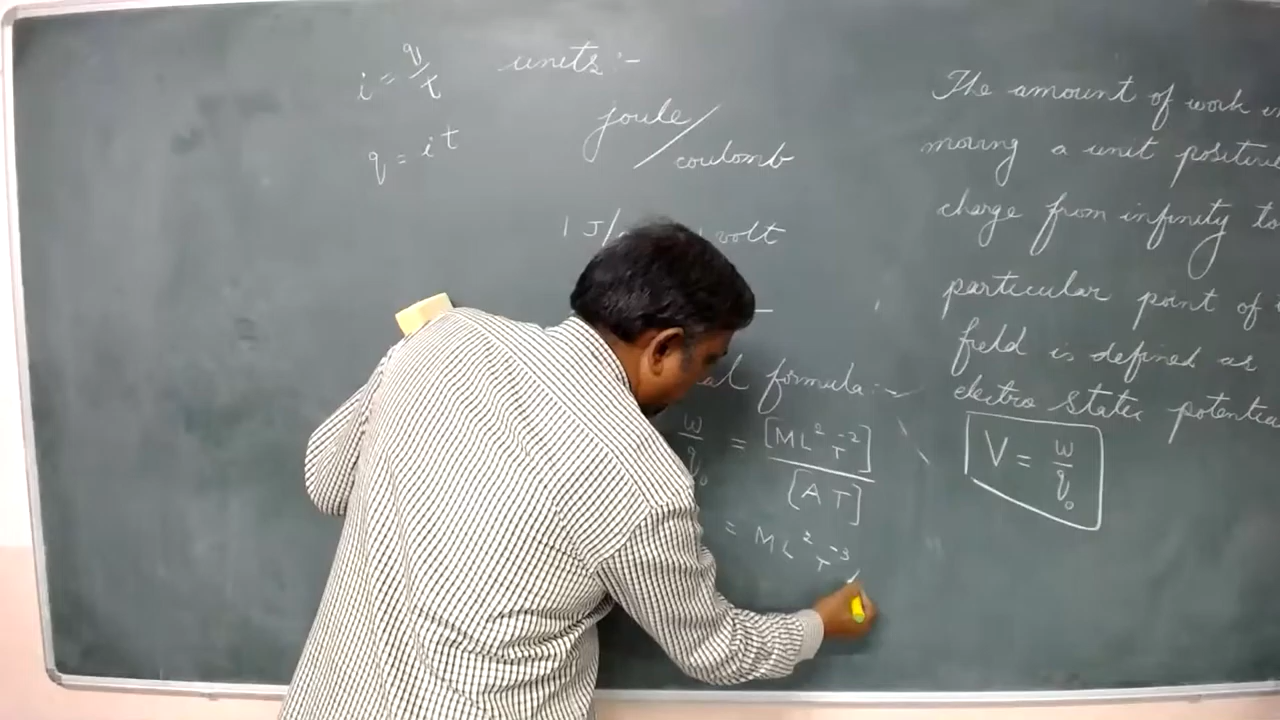 i = q/t
q = it
units :-
joule/
coulomb
1 J/ volt
al formula :-
w/q₀ = [ML²T⁻²]/[AT]
= ML²T⁻³
The amount of work
moving a unit positive
charge from infinity to
particular point of
field is defined as
electro static
V = w/q₀